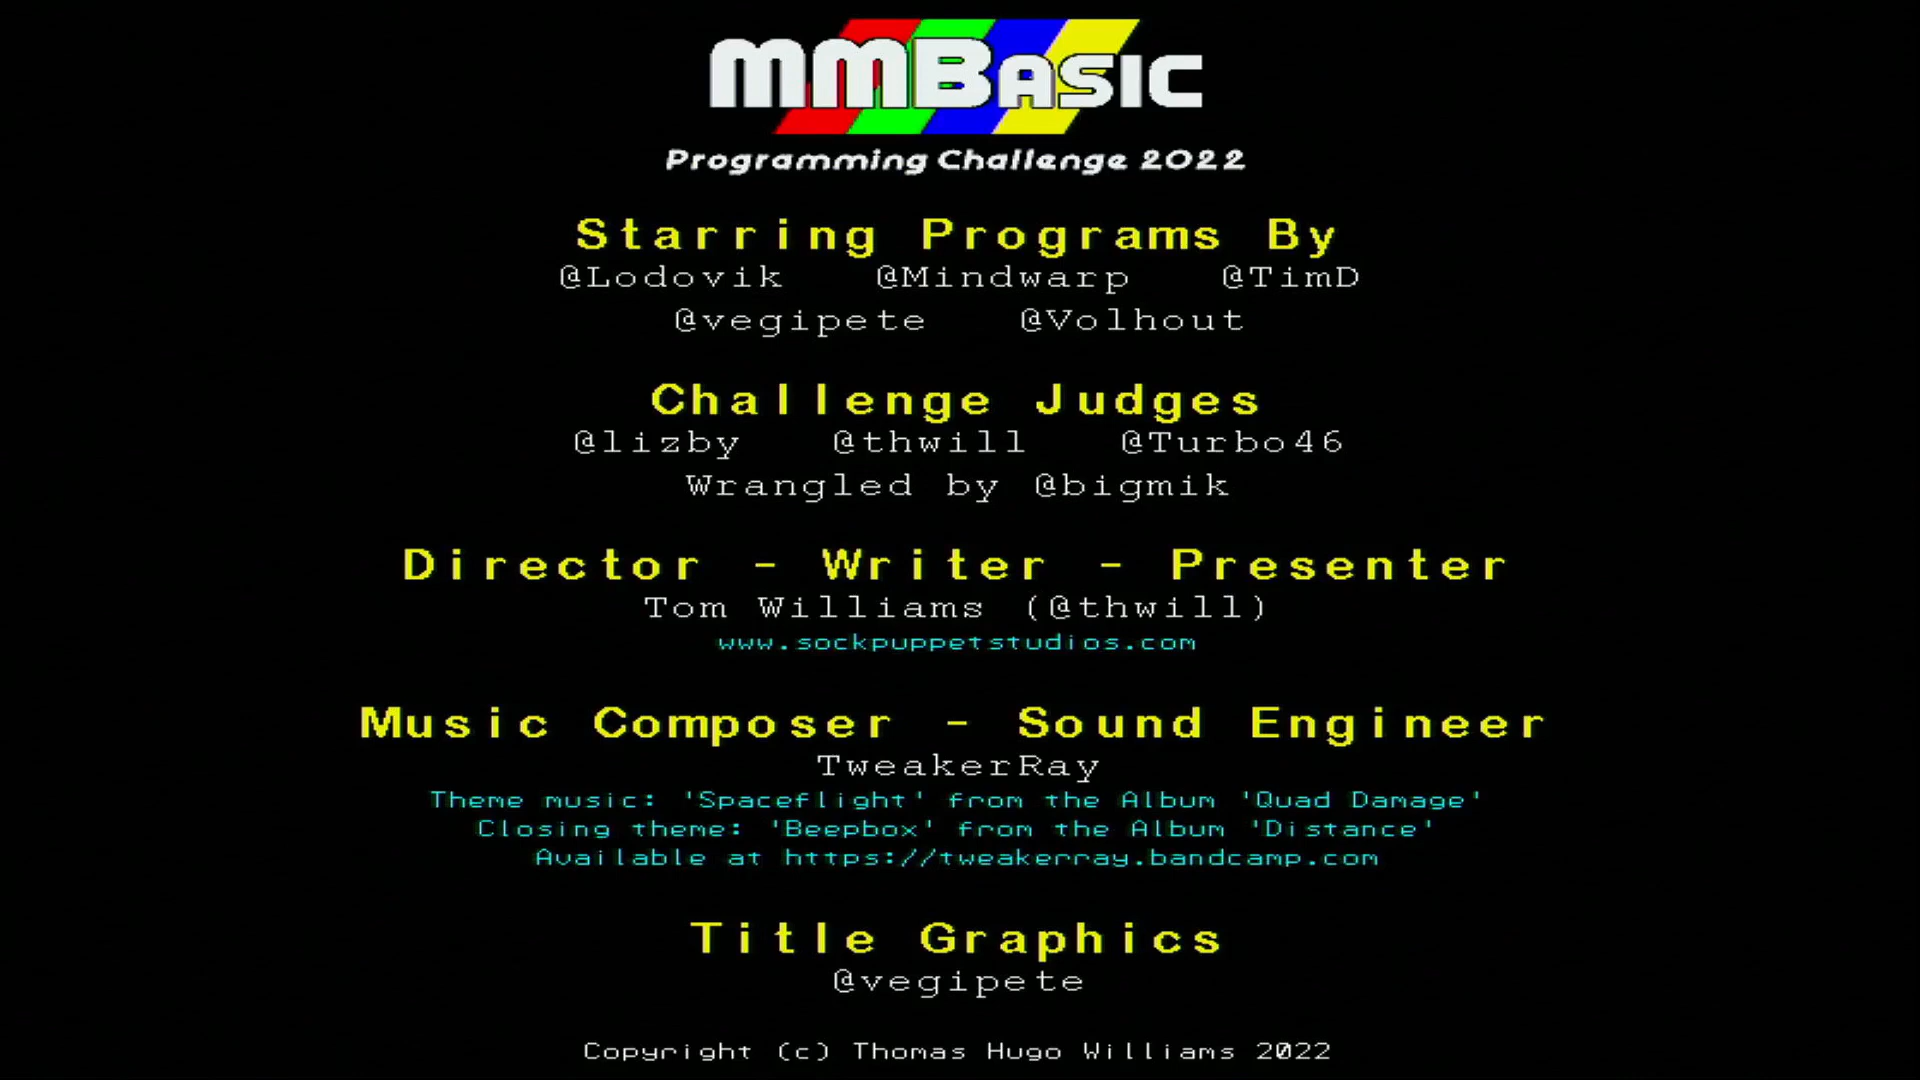 MMBasic
Programming Challenge 2022
Starring Programs By
@Lodovik @Mindwarp @TimD
@vegipete @Volhout
Challenge Judges
@lizby @thwill @Turbo46
Wrangled by @bigmik
Director - Writer - Presenter
Tom Williams (@thwill)
www.sockpuppetstudios.com
Music Composer - Sound Engineer
TweakerRay
Theme music: 'Spaceflight' from the Album 'Quad Damage'
Closing theme: 'Beepbox' from the Album 'Distance'
Available at https://tweakerray.bandcamp.com
Title Graphics
@vegipete
Copyright (c) Thomas Hugo Williams 2022